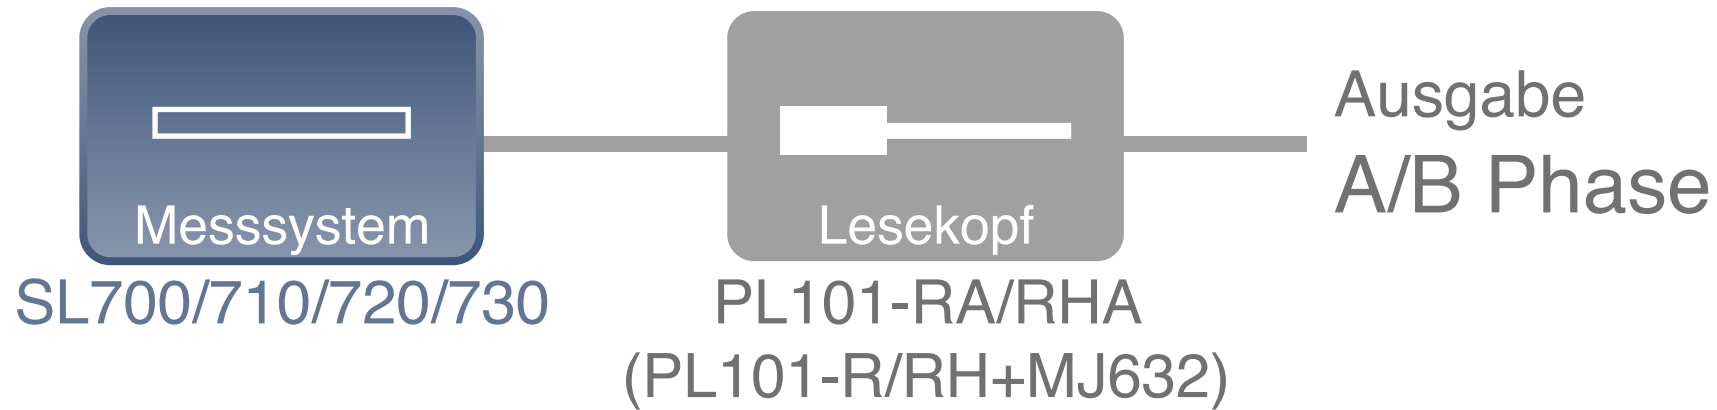 Messsystem
SL700/710/720/730
Lesekopf
PL101-RA/RHA
(PL101-R/RH+MJ632)
Ausgabe
A/B Phase